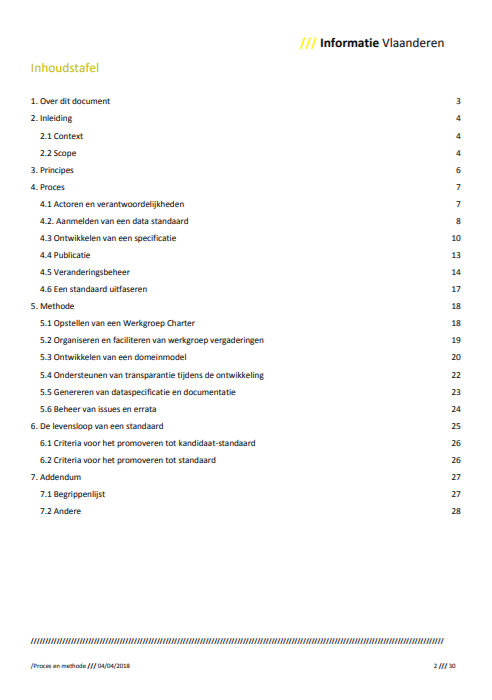 /// Informatie Vlaanderen
Inhoudstafel
1. Over dit document 3
2. Inleiding 4
2.1 Context 4
2.2 Scope 4
3. Principes 6
4. Proces 7
4.1 Actoren en verantwoordelijkheden 7
4.2. Aanmelden van een data standaard 8
4.3 Ontwikkelen van een specificatie 10
4.4 Publicatie 13
4.5 Veranderingsbeheer 14
4.6 Een standaard uitfaseren 17
5. Methode 18
5.1 Opstellen van een Werkgroep Charter 18
5.2 Organiseren en faciliteren van werkgroep vergaderingen 19
5.3 Ontwikkelen van een domeinmodel 20
5.4 Ondersteunen van transparantie tijdens de ontwikkeling 22
5.5 Genereren van dataspecificatie en documentatie 23
5.6 Beheer van issues en errata 24
6. De levensloop van een standaard 25
6.1 Criteria voor het promoveren tot kandidaat-standaard 26
6.2 Criteria voor het promoveren tot standaard 26
7. Addendum 27
7.1 Begrippenlijst 27
7.2 Andere 28
/Proces en methode /// 04/04/2018 2 /// 30